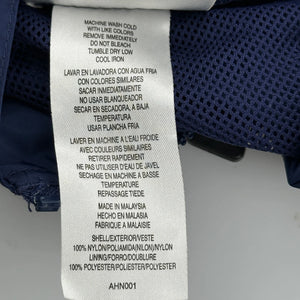 MACHINE WASH COLD
WITH LIKE COLORS
REMOVE IMMEDIATELY
DO NOT BLEACH
TUMBLE DRY LOW
COOL IRON
LAVAR EN LAVADORA CON AGUA FRIA
CON COLORES SIMILARES
SACAR INMEDIATAMENTE
NO USAR BLANQUEADOR
SECAR EN SECADORA, A BAJA
TEMPERATURA
USAR PLANCHA FRIA
LAVER EN MACHINE A L'EAU FROIDE
AVEC COULEURS SIMILAIRES
RETIRER RAPIDEMENT
NE PAS UTILISER D'EAU DE JAVEL
SECHAGE EN MACHINE A BASSE
TEMPERATURE
REPASSAGE TIEDE
MADE IN MALAYSIA
HECHO EN MALASIA
FABRIQUE EN MALAISIE
SHELL/EXTERIOR/VESTE
100% NYLON/POLIAMIDA(NYLON)/NYLON
LINING/FORRO/DOUBLURE
100% POLYESTER/POLIESTER/POLYESTER
AHN001